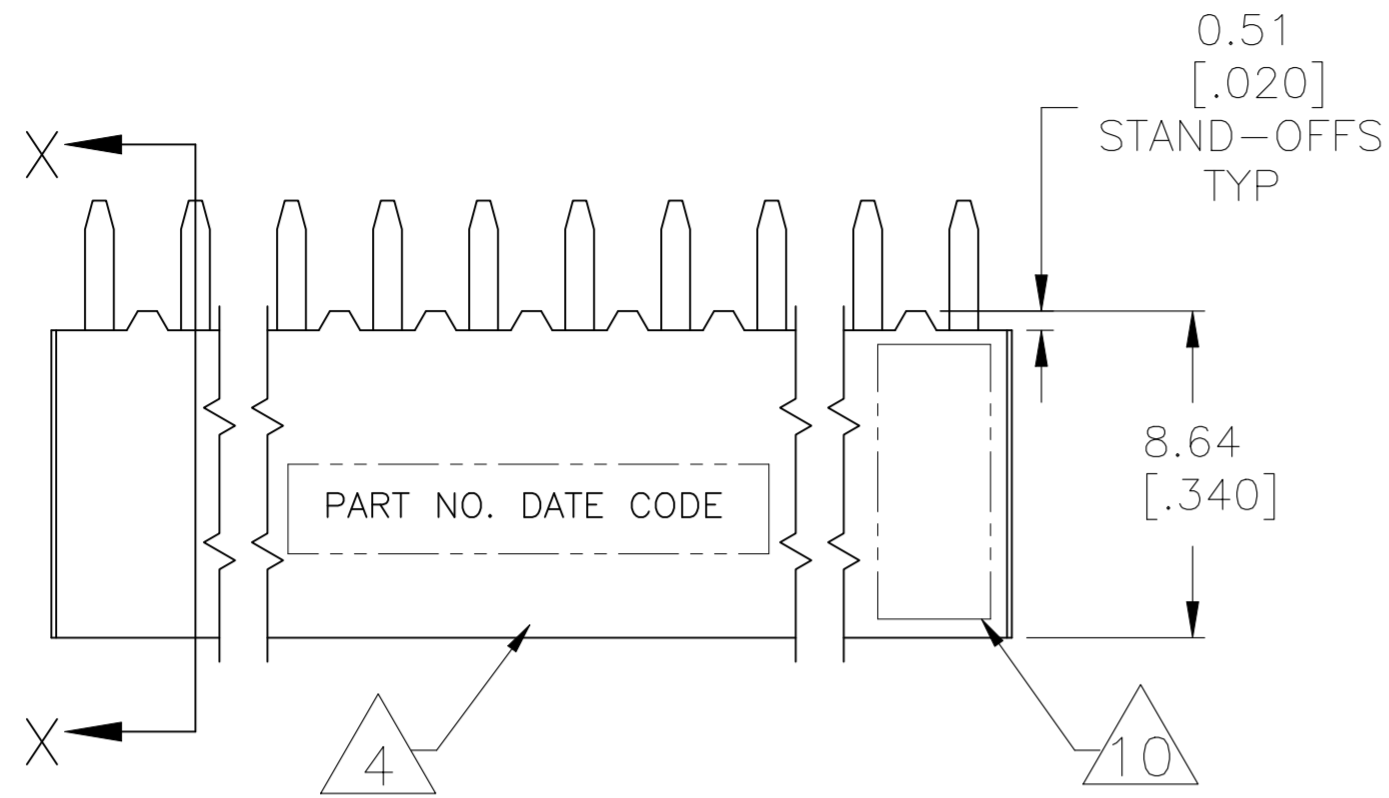 0.51
[.020]
STAND-OFFS
TYP
X
8.64
[.340]
PART NO. DATE CODE
X
4
10